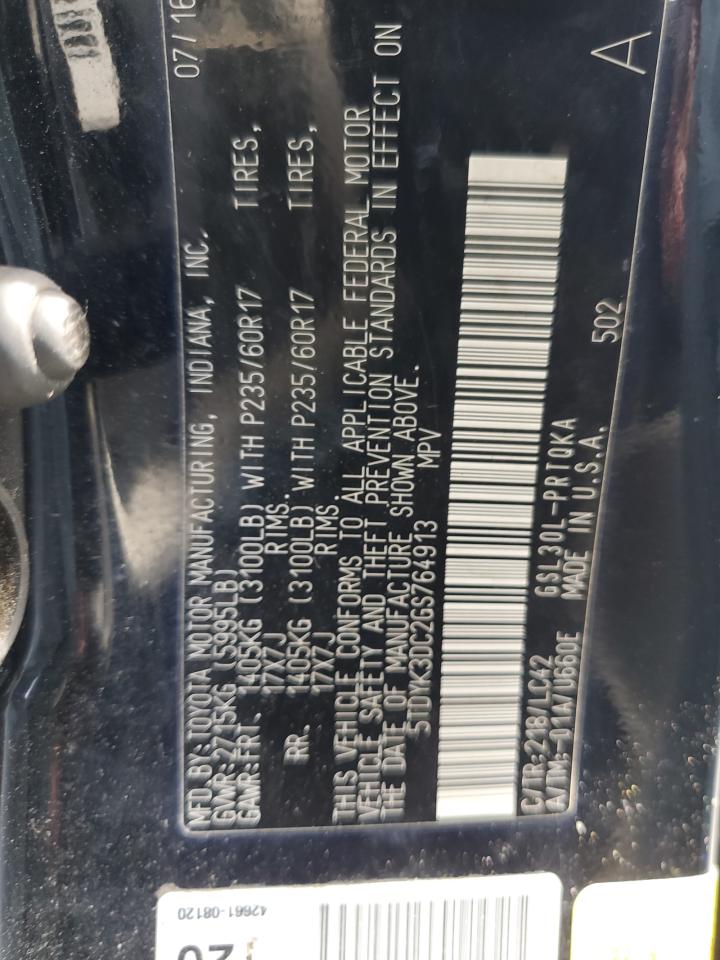 MFD.BY:TOYOTA MOTOR MANUFACTURING, INDIANA, INC. 07/16
GWMR:2715KG (5995LB)
GAWR:FRT. 1405KG (3100LB) WITH P235/60R17 TIRES,
17X7J RIMS.
RR. 1405KG (3100LB) WITH P235/60R17 TIRES,
17X7J RIMS.
THIS VEHICLE CONFORMS TO ALL APPLICABLE FEDERAL MOTOR
VEHICLE SAFETY AND THEFT PREVENTION STANDARDS IN EFFECT ON
THE DATE OF MANUFACTURE SHOWN ABOVE.
5TDYK3DC2GS764913 MPV
C/TR:218/LC42 GSL30L-PRTQKA
A/TM:-01A/U660E MADE IN U.S.A. 502 A
42661-08120